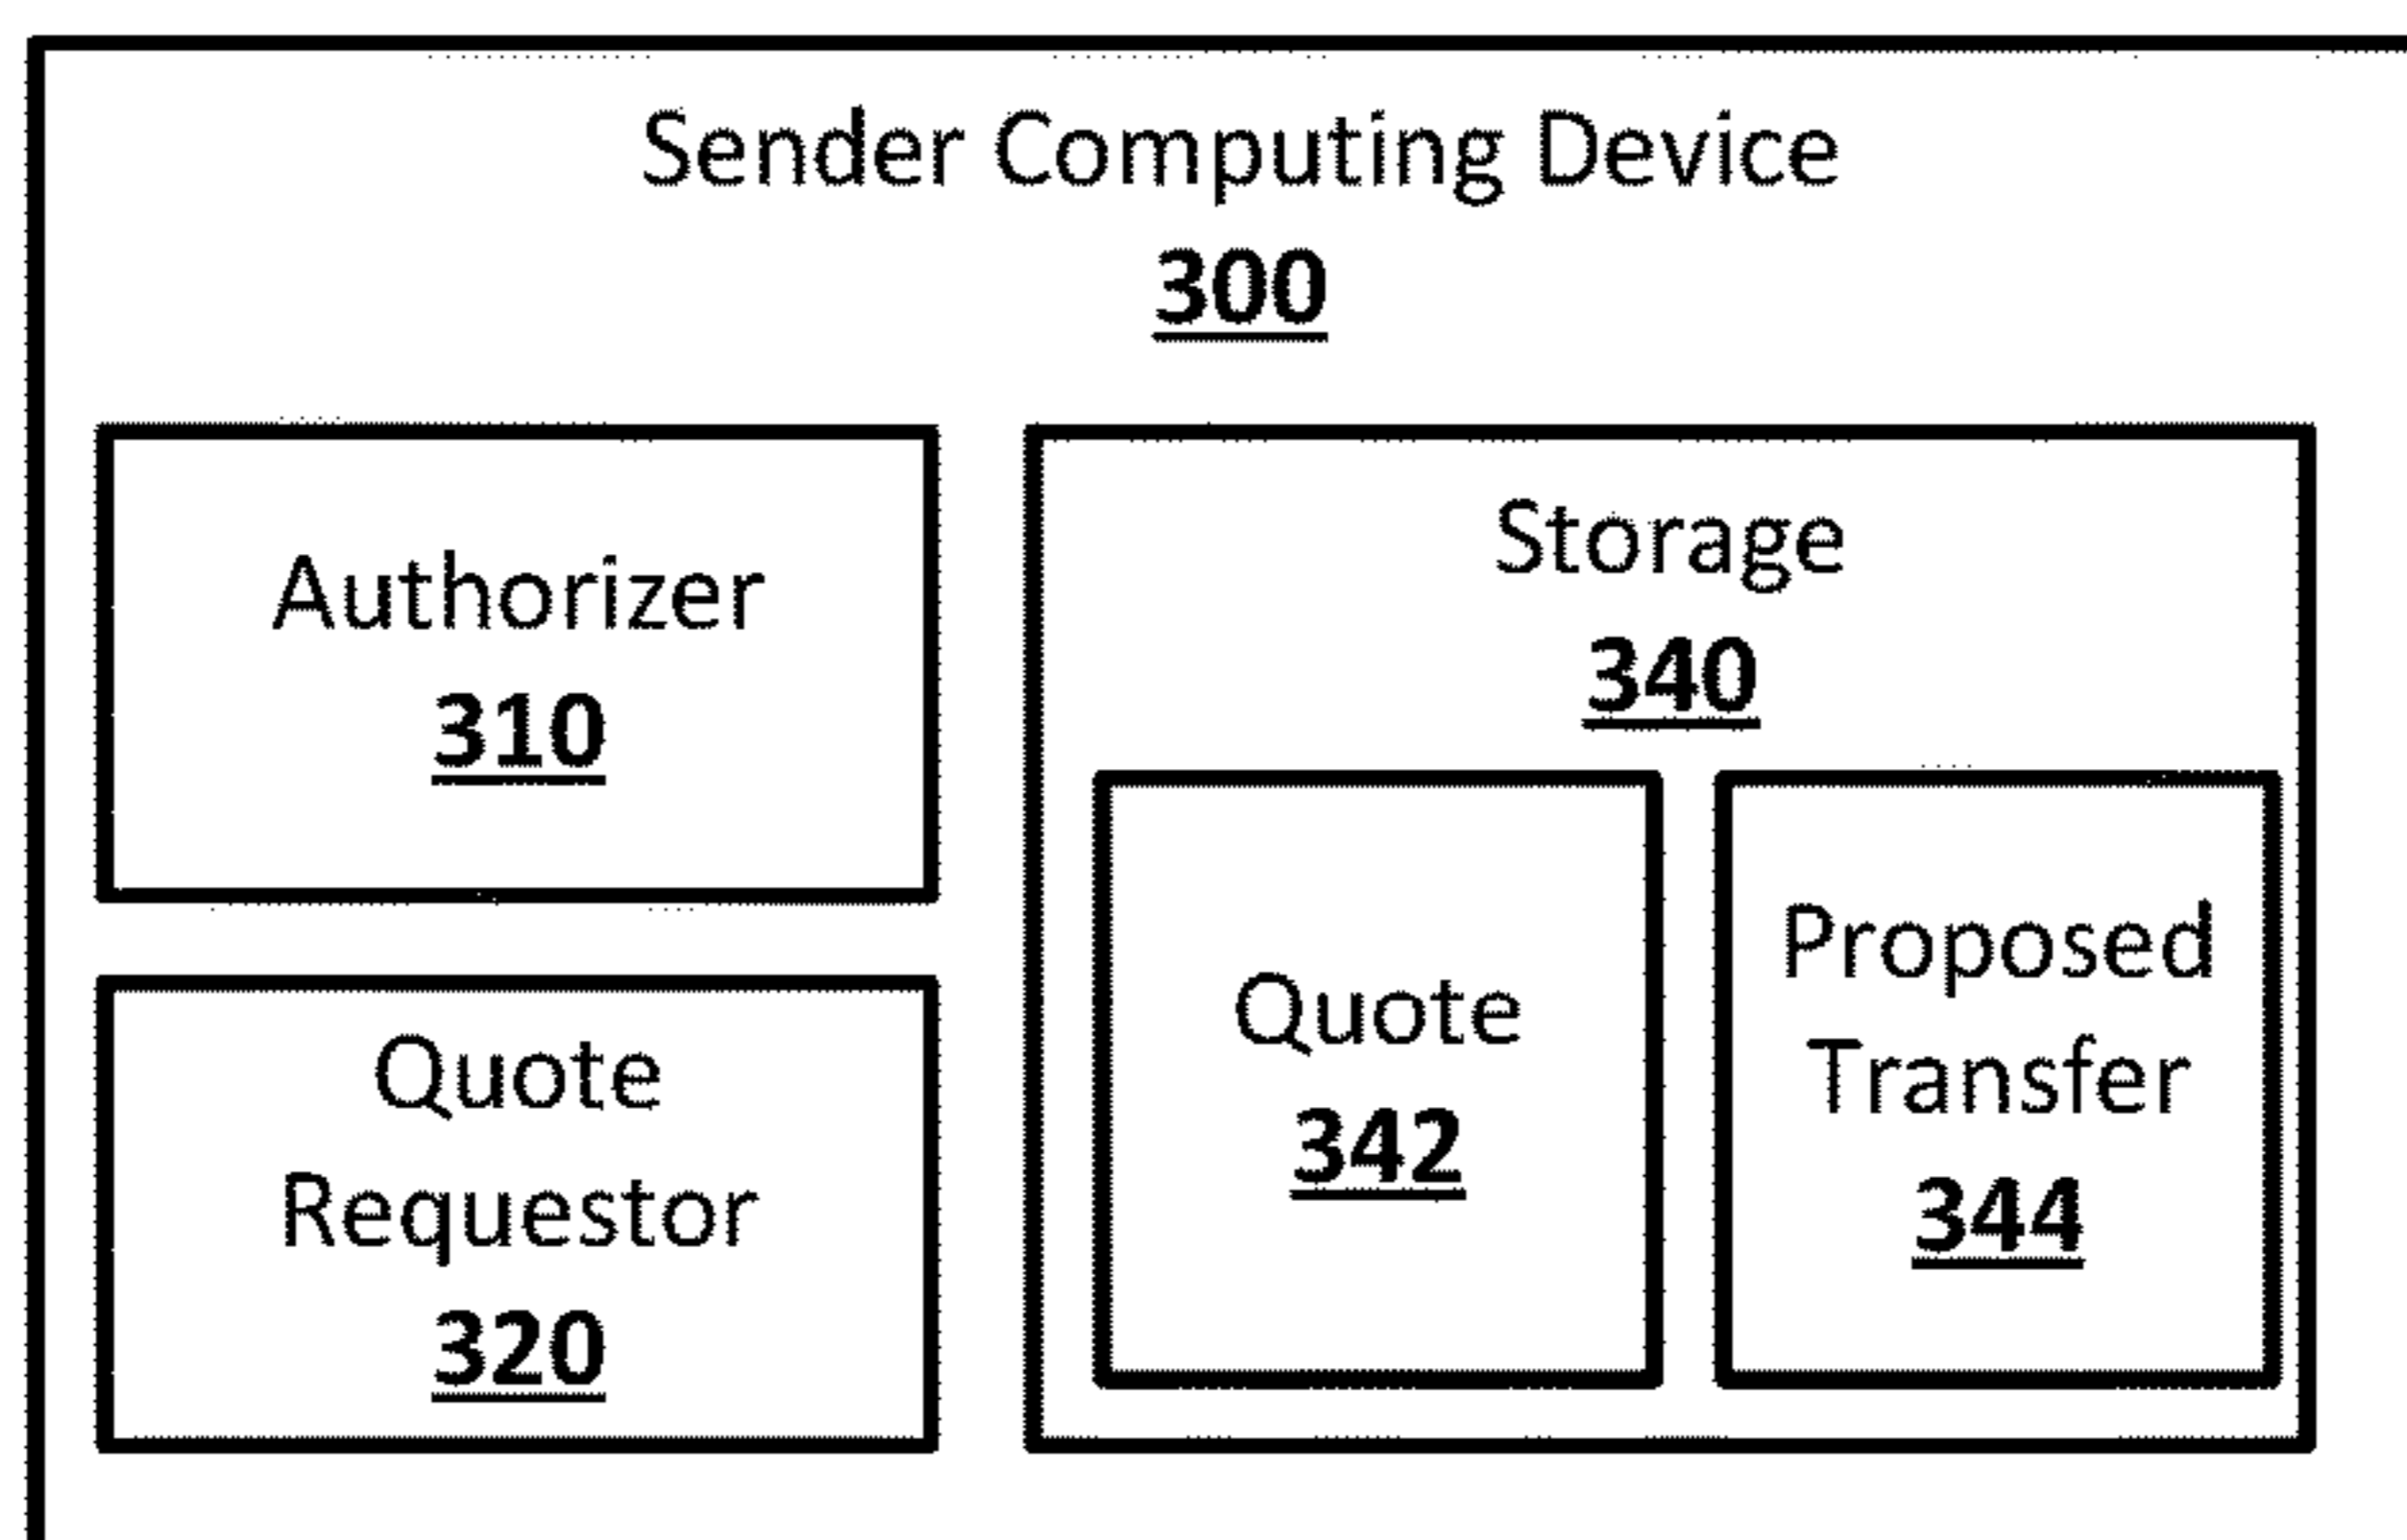 Sender Computing Device
300
Authorizer
310
Quote
Requestor
320
Storage
340
Quote
342
Proposed
Transfer
344